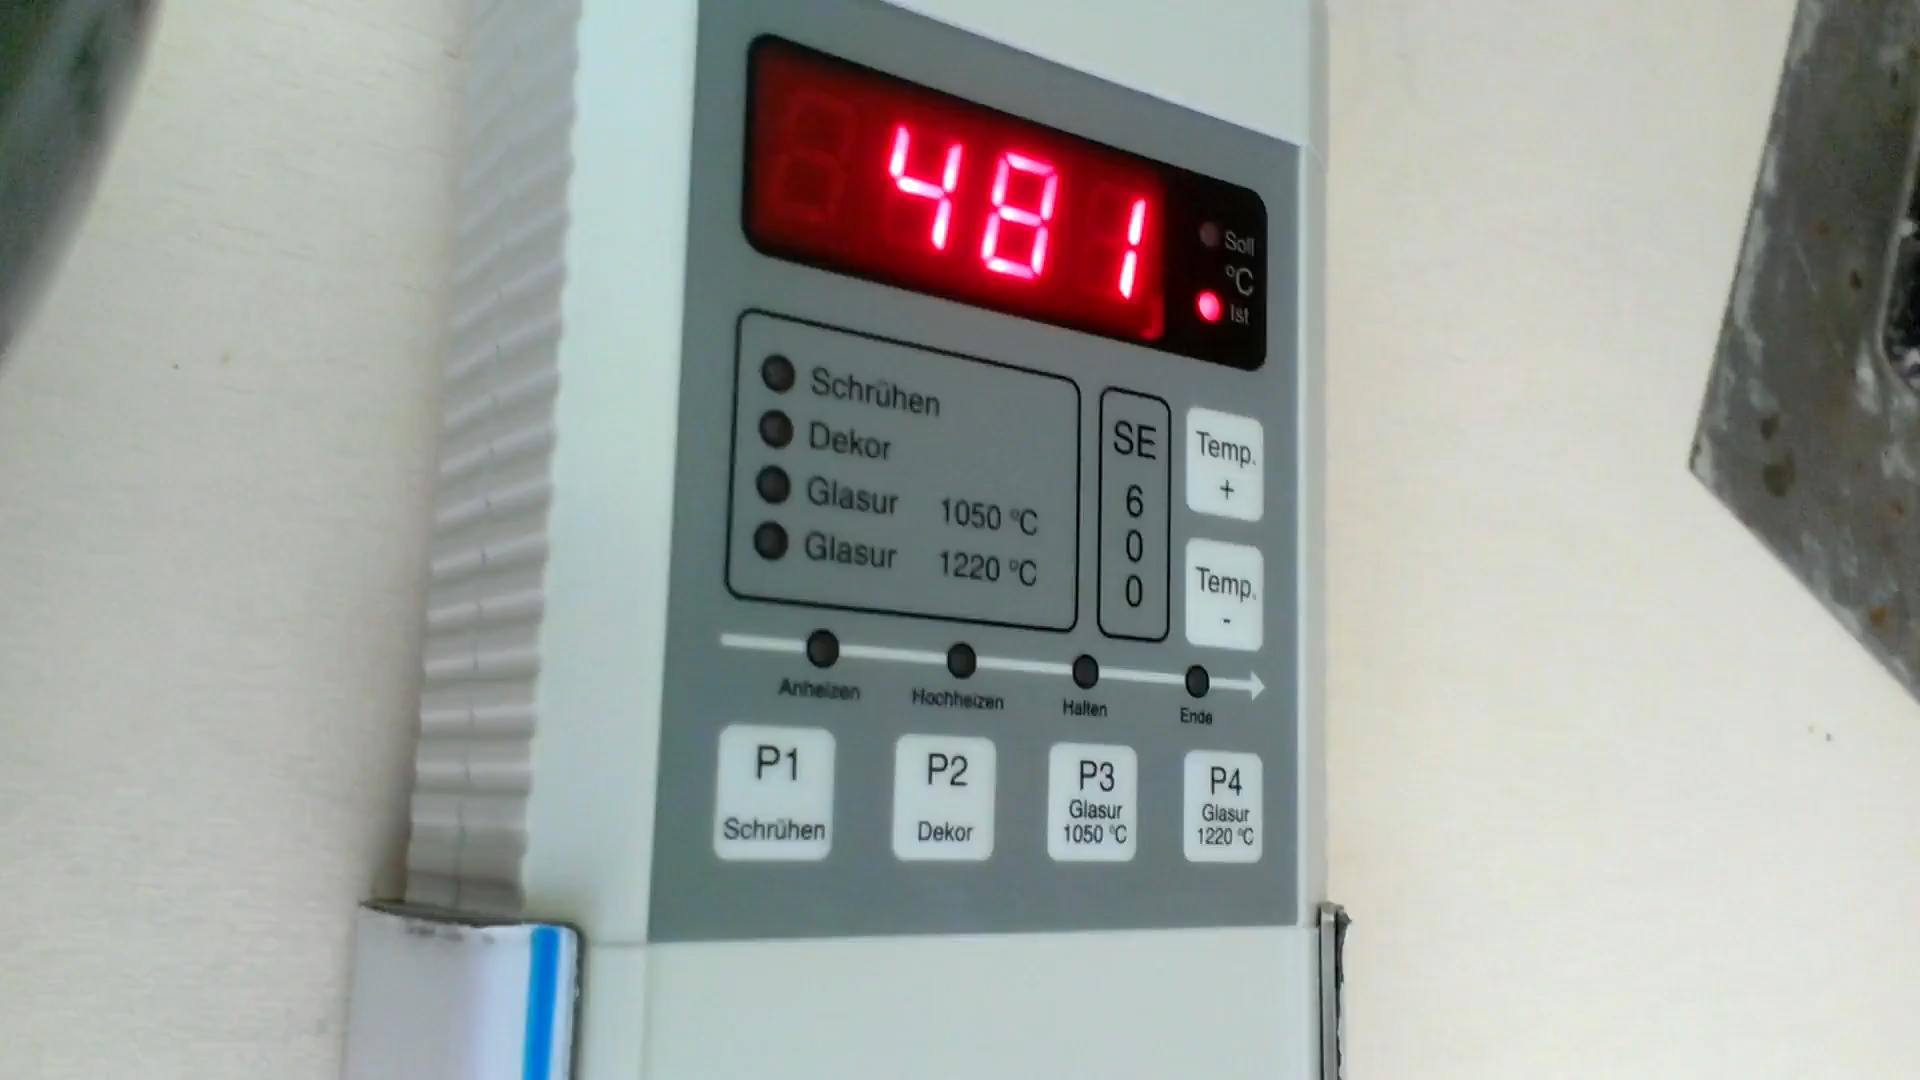 481
Soll
°C
Ist
Schrühen
Dekor
Glasur 1050 °C
Glasur 1220 °C
SE
6
0
0
Temp.
+
Temp.
-
Anheizen
Hochheizen
Halten
Ende
P1
Schrühen
P2
Dekor
P3
Glasur
1050 °C
P4
Glasur
1220 °C